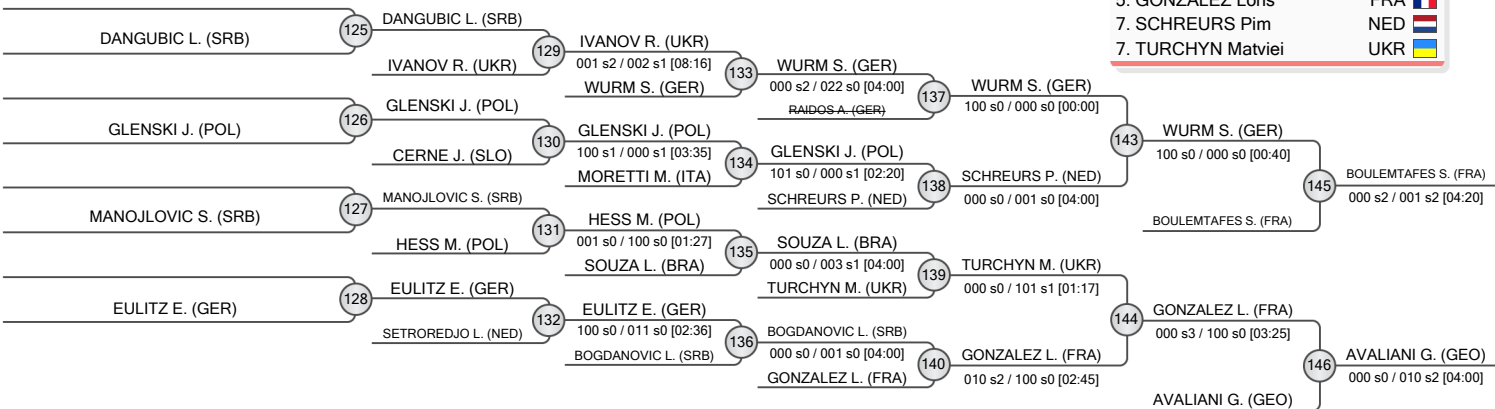 5. GONZALEZ Loris FRA
7. SCHREURS Pim NED
7. TURCHYN Matviei UKR
DANGUBIC L. (SRB)
125
DANGUBIC L. (SRB)
IVANOV R. (UKR)
129
IVANOV R. (UKR)
001 s2 / 002 s1 [08:16]
WURM S. (GER)
133
WURM S. (GER)
000 s2 / 022 s0 [04:00]
RAIDOS A. (GER)
137
WURM S. (GER)
100 s0 / 000 s0 [00:00]
GLENSKI J. (POL)
126
GLENSKI J. (POL)
CERNE J. (SLO)
130
GLENSKI J. (POL)
100 s1 / 000 s1 [03:35]
MORETTI M. (ITA)
134
GLENSKI J. (POL)
101 s0 / 000 s1 [02:20]
SCHREURS P. (NED)
138
SCHREURS P. (NED)
000 s0 / 001 s0 [04:00]
143
WURM S. (GER)
100 s0 / 000 s0 [00:40]
BOULEMTAFES S. (FRA)
145
BOULEMTAFES S. (FRA)
000 s2 / 001 s2 [04:20]
MANOJLOVIC S. (SRB)
127
MANOJLOVIC S. (SRB)
HESS M. (POL)
131
HESS M. (POL)
001 s0 / 100 s0 [01:27]
SOUZA L. (BRA)
135
SOUZA L. (BRA)
000 s0 / 003 s1 [04:00]
TURCHYN M. (UKR)
139
TURCHYN M. (UKR)
000 s0 / 101 s1 [01:17]
EULITZ E. (GER)
128
EULITZ E. (GER)
SETROREDJO L. (NED)
132
EULITZ E. (GER)
100 s0 / 011 s0 [02:36]
BOGDANOVIC L. (SRB)
136
BOGDANOVIC L. (SRB)
000 s0 / 001 s0 [04:00]
GONZALEZ L. (FRA)
140
GONZALEZ L. (FRA)
010 s2 / 100 s0 [02:45]
144
GONZALEZ L. (FRA)
000 s3 / 100 s0 [03:25]
AVALIANI G. (GEO)
146
AVALIANI G. (GEO)
000 s0 / 010 s2 [04:00]